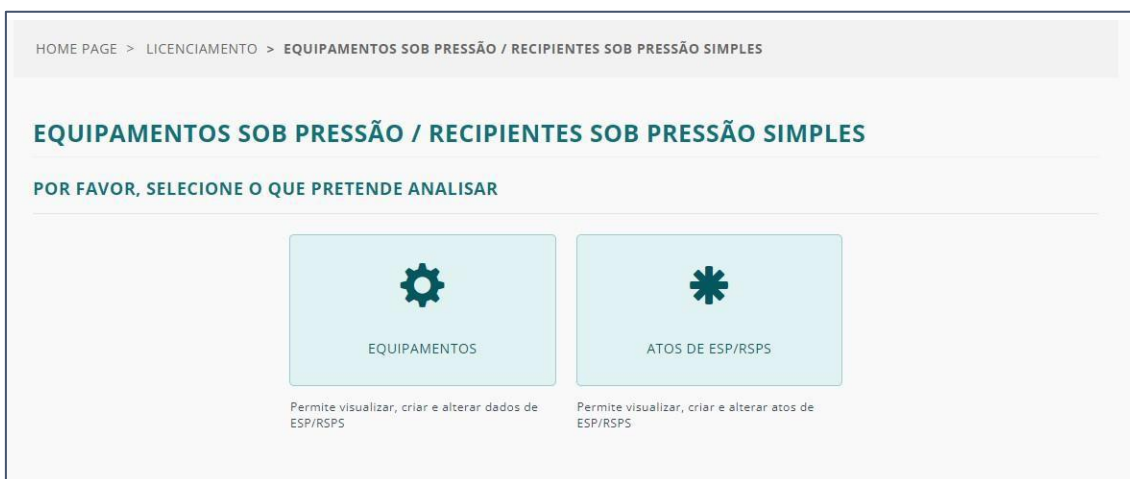 HOME PAGE > LICENCIAMENTO > EQUIPAMENTOS SOB PRESSÃO / RECIPIENTES SOB PRESSÃO SIMPLES
EQUIPAMENTOS SOB PRESSÃO / RECIPIENTES SOB PRESSÃO SIMPLES
POR FAVOR, SELECIONE O QUE PRETENDE ANALISAR
EQUIPAMENTOS
Permite visualizar, criar e alterar dados de
ESP/RSPS
ATOS DE ESP/RSPS
Permite visualizar, criar e alterar atos de
ESP/RSPS